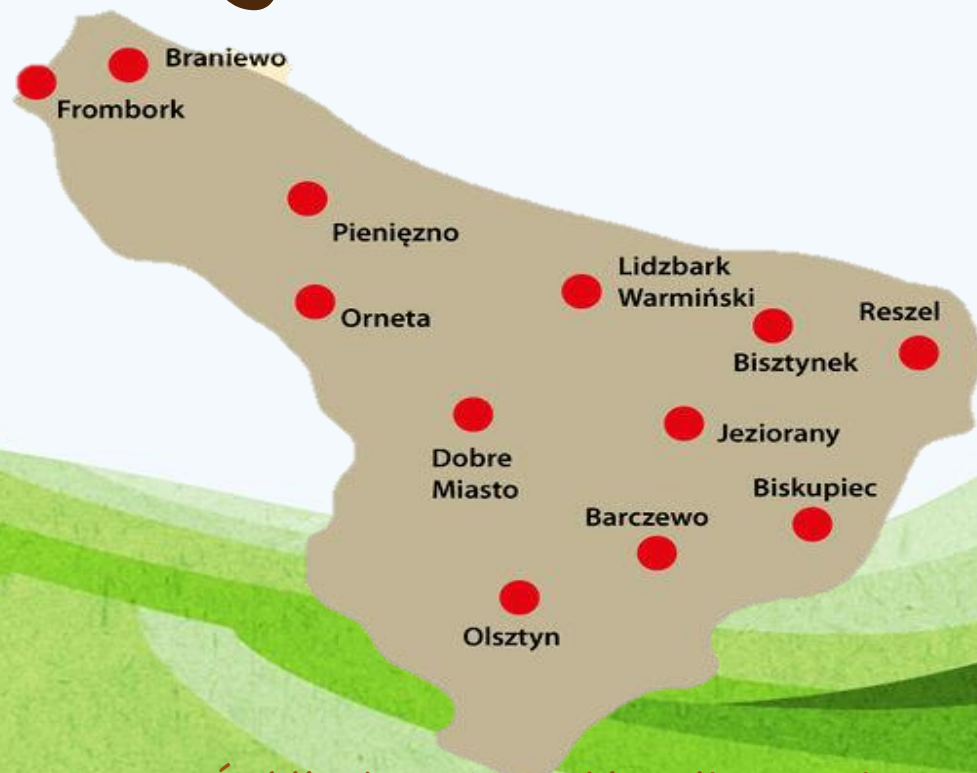 Braniewo
Frombork
Pieniężno
Lidzbark
Warmiński
Reszel
Orneta
Bisztynek
Jeziorany
Dobre
Miasto
Biskupiec
Barczewo
Olsztyn